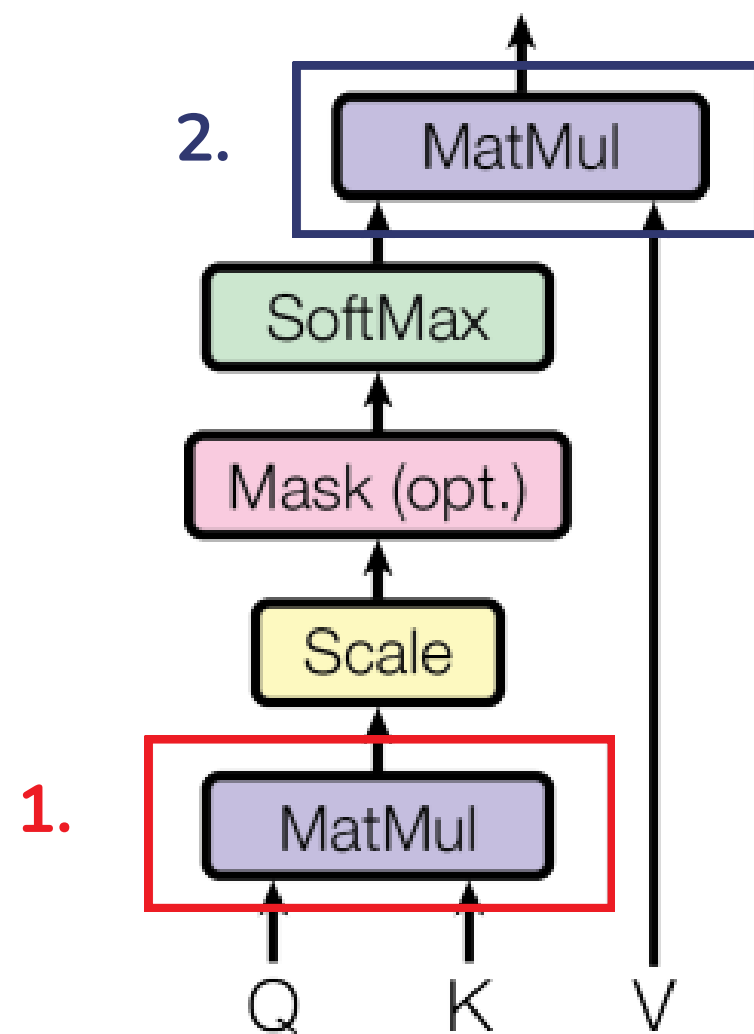 2.
MatMul
SoftMax
Mask (opt.)
Scale
1.
MatMul
Q K V